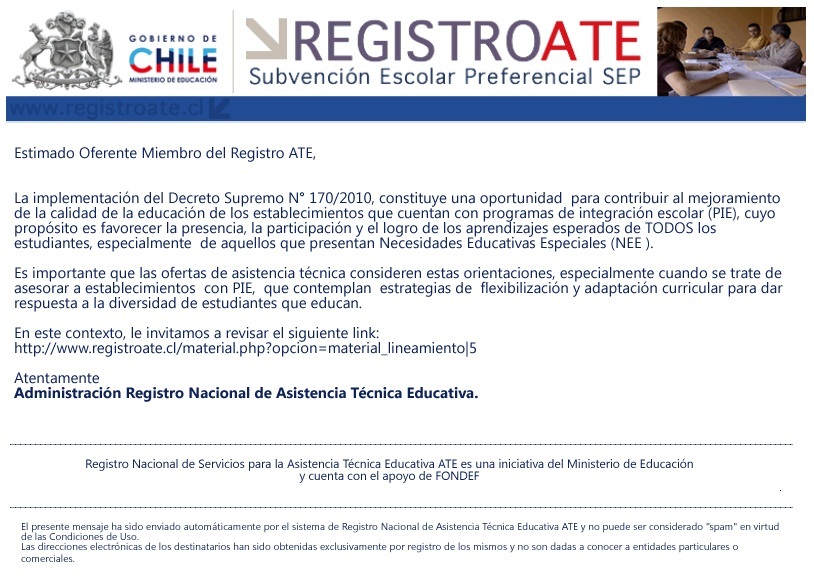 GOBIERNO DE
CHILE
MINISTERIO DE EDUCACIÓN
REGISTROATE
Subvención Escolar Preferencial SEP
www.registroate.cl
Estimado Oferente Miembro del Registro ATE,
La implementación del Decreto Supremo N° 170/2010, constituye una oportunidad para contribuir al mejoramiento
de la calidad de la educación de los establecimientos que cuentan con programas de integración escolar (PIE), cuyo
propósito es favorecer la presencia, la participación y el logro de los aprendizajes esperados de TODOS los
estudiantes, especialmente de aquellos que presentan Necesidades Educativas Especiales (NEE ).
Es importante que las ofertas de asistencia técnica consideren estas orientaciones, especialmente cuando se trate de
asesorar a establecimientos con PIE, que contemplan estrategias de flexibilización y adaptación curricular para dar
respuesta a la diversidad de estudiantes que educan.
En este contexto, le invitamos a revisar el siguiente link:
http://www.registroate.cl/material.php?opcion=material_lineamiento|5
Atentamente
Administración Registro Nacional de Asistencia Técnica Educativa.
Registro Nacional de Servicios para la Asistencia Técnica Educativa ATE es una iniciativa del Ministerio de Educación
y cuenta con el apoyo de FONDEF
.
El presente mensaje ha sido enviado automáticamente por el sistema de Registro Nacional de Asistencia Técnica Educativa ATE y no puede ser considerado "spam" en virtud
de las Condiciones de Uso.
Las direcciones electrónicas de los destinatarios han sido obtenidas exclusivamente por registro de los mismos y no son dadas a conocer a entidades particulares o
comerciales.